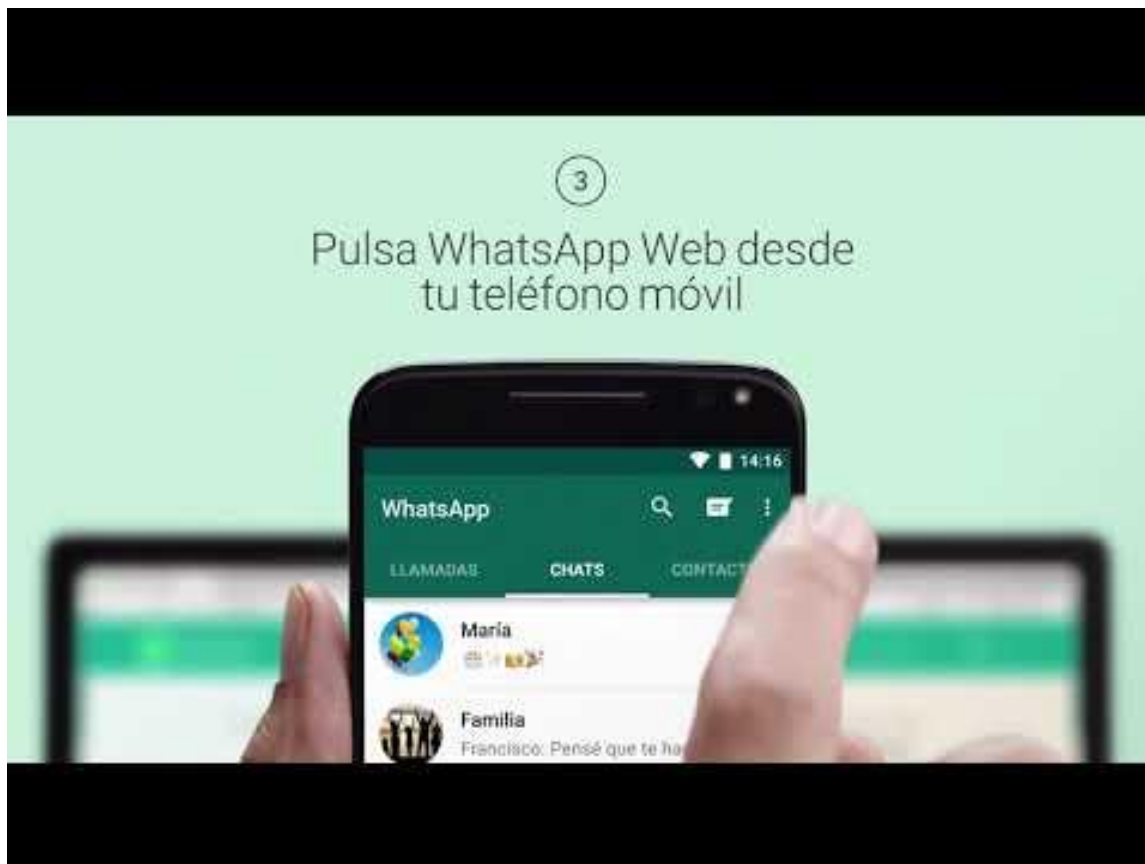 3
Pulsa WhatsApp Web desde
tu teléfono móvil
14:16
WhatsApp
LLAMADAS CHATS
María
Familia
Francisco: Pensé que te